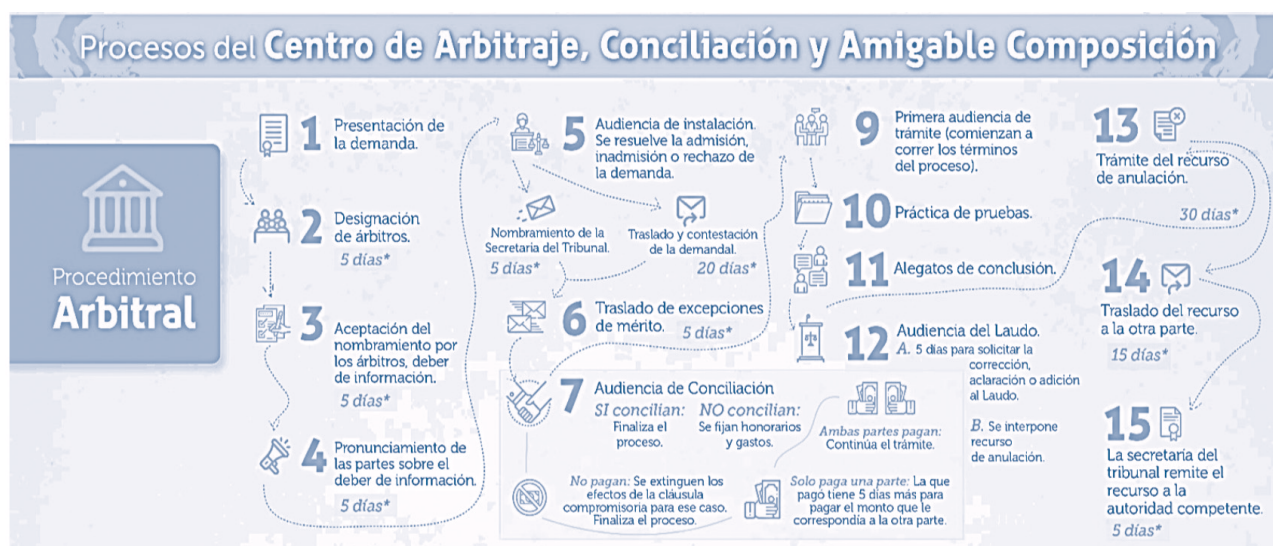 Procesos del Centro de Arbitraje, Conciliación y Amigable Composición
Procedimiento
Arbitral
1 Presentación de
la demanda.
2 Designación
de árbitros.
5 días*
3 Aceptación del
nombramiento por
los árbitros, deber
de información.
5 días*
4 Pronunciamiento de
las partes sobre el
deber de información.
5 días*
5 Audiencia de instalación.
Se resuelve la admisión,
inadmisión o rechazo de
la demanda.
Nombramiento de la
Secretaría del Tribunal.
5 días*
Traslado y contestación
de la demandal.
20 días*
6 Traslado de excepciones
de mérito. 5 días*
7 Audiencia de Conciliación
SI concilian:
Finaliza el
proceso.
NO concilian:
Se fijan honorarios
y gastos.
Ambas partes pagan:
Continúa el trámite.
No pagan: Se extinguen los
efectos de la cláusula
compromisoria para ese caso.
Finaliza el proceso.
Solo paga una parte: La que
pagó tiene 5 días más para
pagar el monto que le
correspondía a la otra parte.
9 Primera audiencia de
trámite (comienzan a
correr los términos
del proceso).
10 Práctica de pruebas.
11 Alegatos de conclusión.
12 Audiencia del Laudo.
A. 5 días para solicitar la
corrección,
aclaración o adición
al Laudo.
B. Se interpone
recurso
de anulación.
13
Trámite del recurso
de anulación.
30 días*
14
Traslado del recurso
a la otra parte.
15 días*
15
La secretaría del
tribunal remite el
recurso a la
autoridad competente.
5 días*